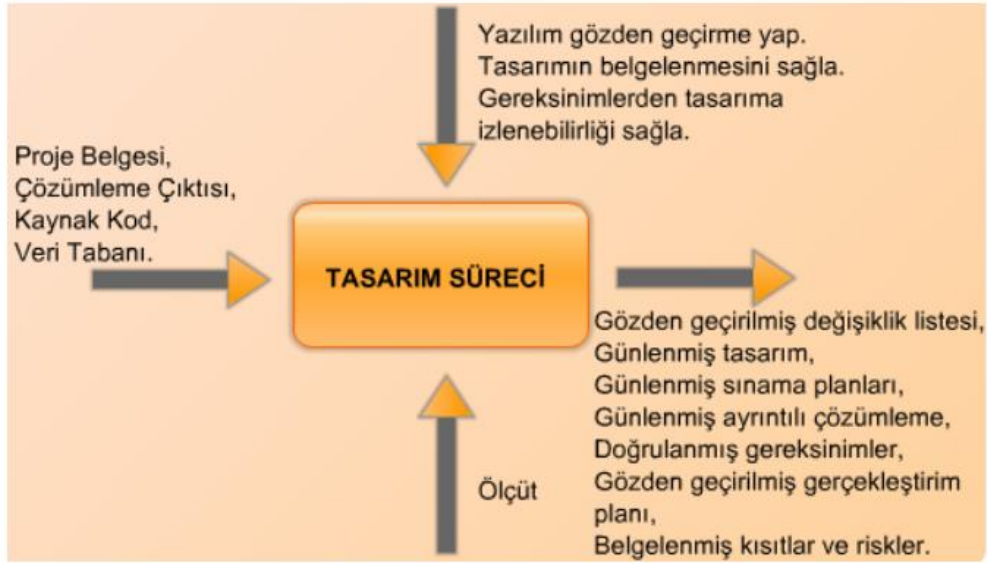 Yazılım gözden geçirme yap.
Tasarımın belgelenmesini sağla.
Gereksinimlerden tasarıma
izlenebilirliği sağla.
Proje Belgesi,
Çözümleme Çıktısı,
Kaynak Kod,
Veri Tabanı.
TASARIM SÜRECİ
Gözden geçirilmiş değişiklik listesi,
Günlenmiş tasarım,
Günlenmiş sınama planları,
Günlenmiş ayrıntılı çözümleme,
Doğrulanmış gereksinimler,
Gözden geçirilmiş gerçekleştirim
planı,
Belgelenmiş kısıtlar ve riskler.
Ölçüt